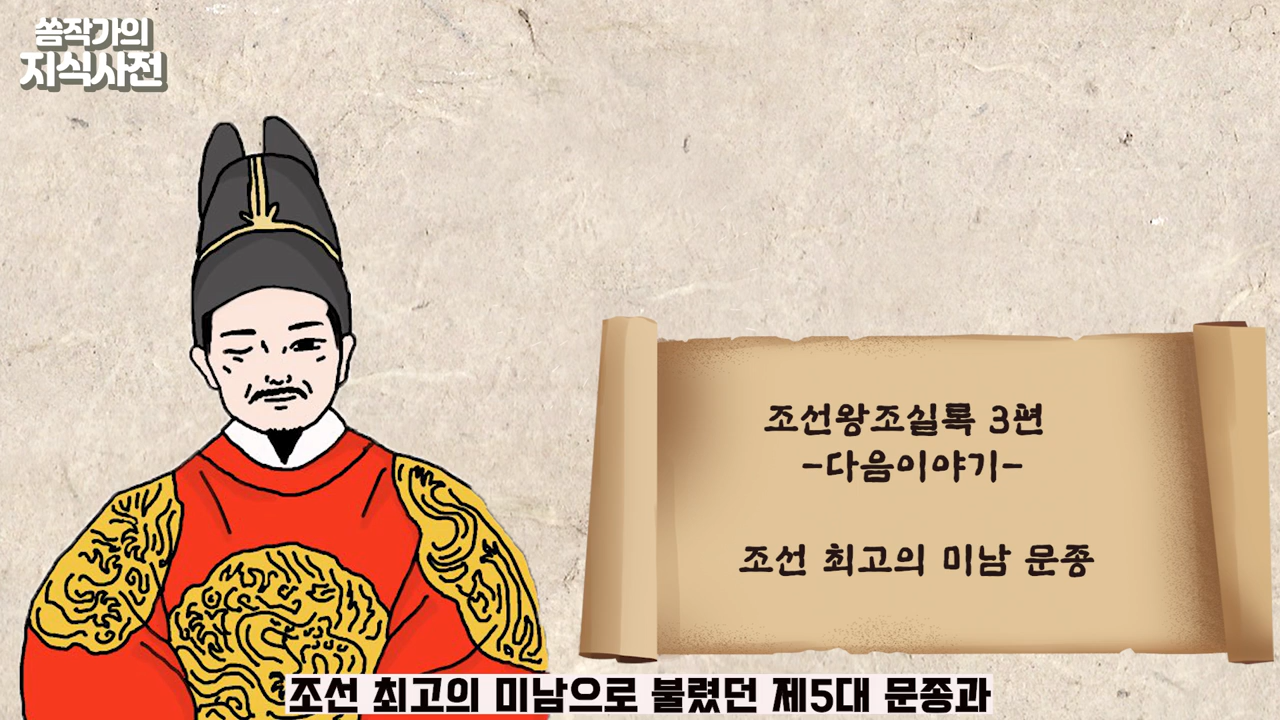 쏨작가의
지식사전
조선왕조실록 3편
-다음이야기-
조선 최고의 미남 문종
조선 최고의 미남으로 불렸던 제5대 문종과